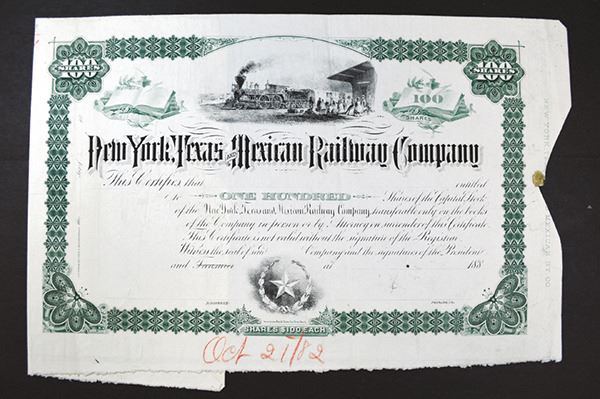 100 SHARES
100 SHARES
100
SHARES
New York, Texas AND Mexican Railway Company
This Certifies that entitled
to ONE HUNDRED Shares of the Capital Stock
of the New York, Texas and Mexican Railway Company, transferable only on the books
of the Company in person or by Attorney on surrender of this Certificate
This Certificate is not valid without the signature of the Registrar.
Witness the Seal of the Company and the signatures of the President
and Treasurer at 188
SHARES $100 EACH
Oct 21/82